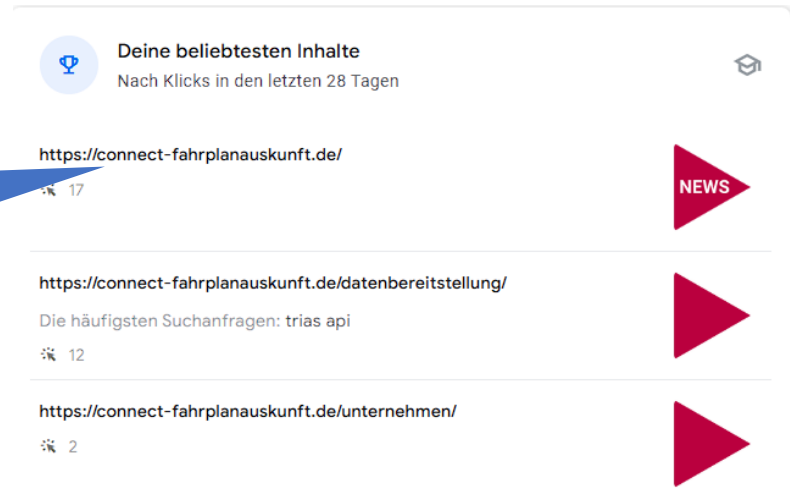 Deine beliebtesten Inhalte
Nach Klicks in den letzten 28 Tagen
https://connect-fahrplanauskunft.de/
17
NEWS
https://connect-fahrplanauskunft.de/datenbereitstellung/
Die häufigsten Suchanfragen: trias api
12
https://connect-fahrplanauskunft.de/unternehmen/
2